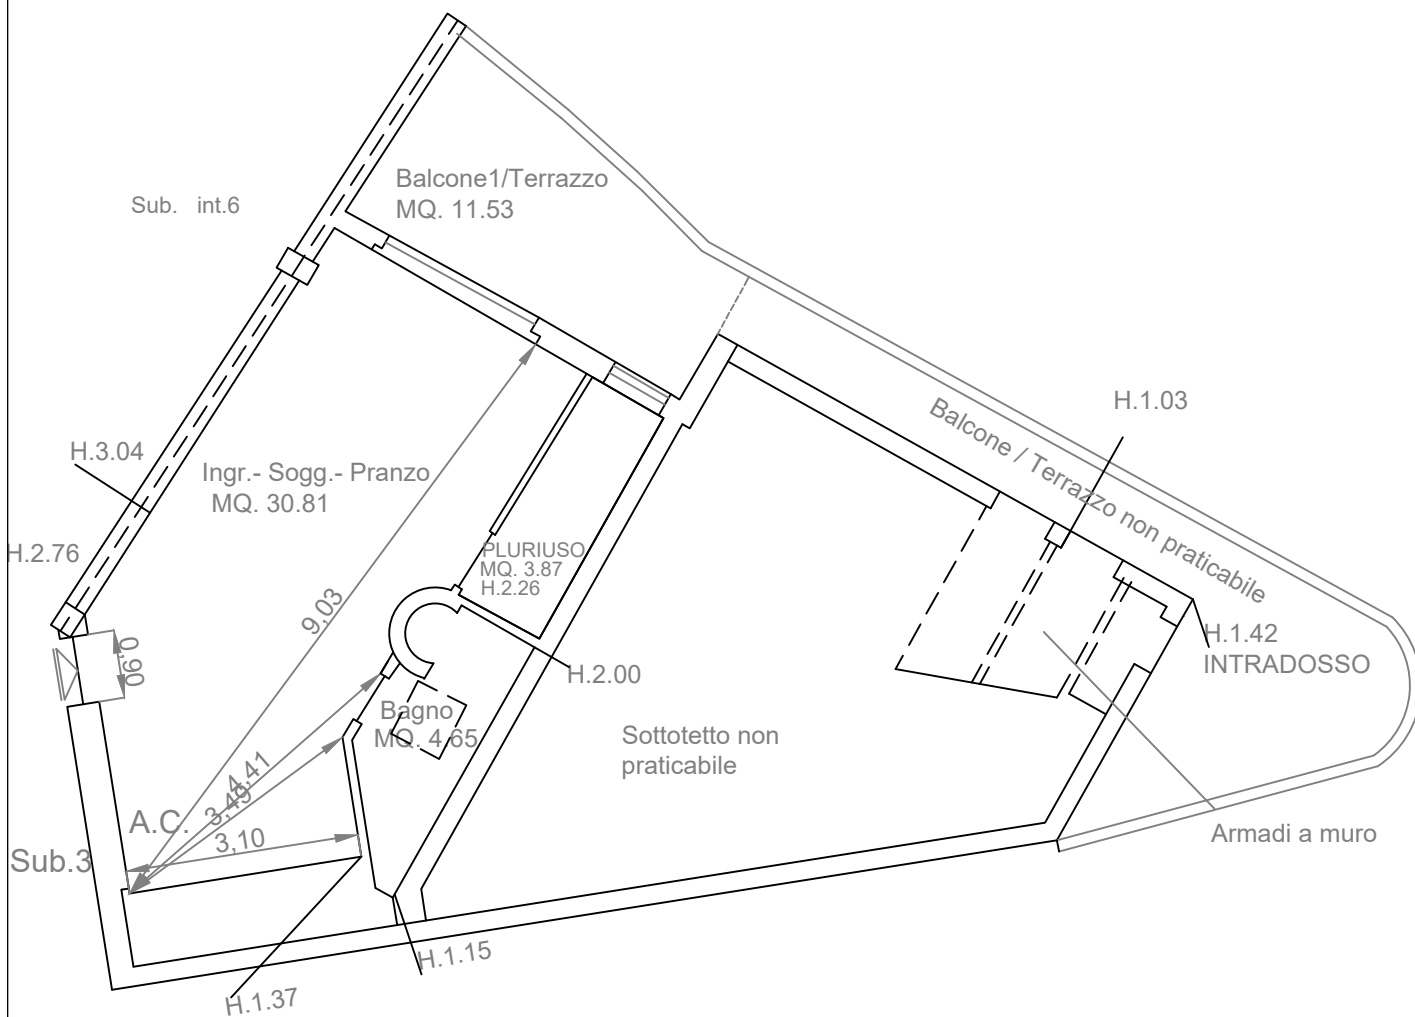 Balcone1/Terrazzo
MQ. 11.53
Sub. int.6
H.1.03
Balcone / Terrazzo non praticabile
H.3.04
Ingr.- Sogg.- Pranzo
MQ. 30.81
H.2.76
PLURIUSO
MQ. 3.87
H.2.26
9,03
0,90
H.1.42
INTRADOSSO
H.2.00
Bagno
MQ. 4.65
Sottotetto non
praticabile
4,41
3,49
A.C.
3,10
Armadi a muro
Sub.3
H.1.15
H.1.37